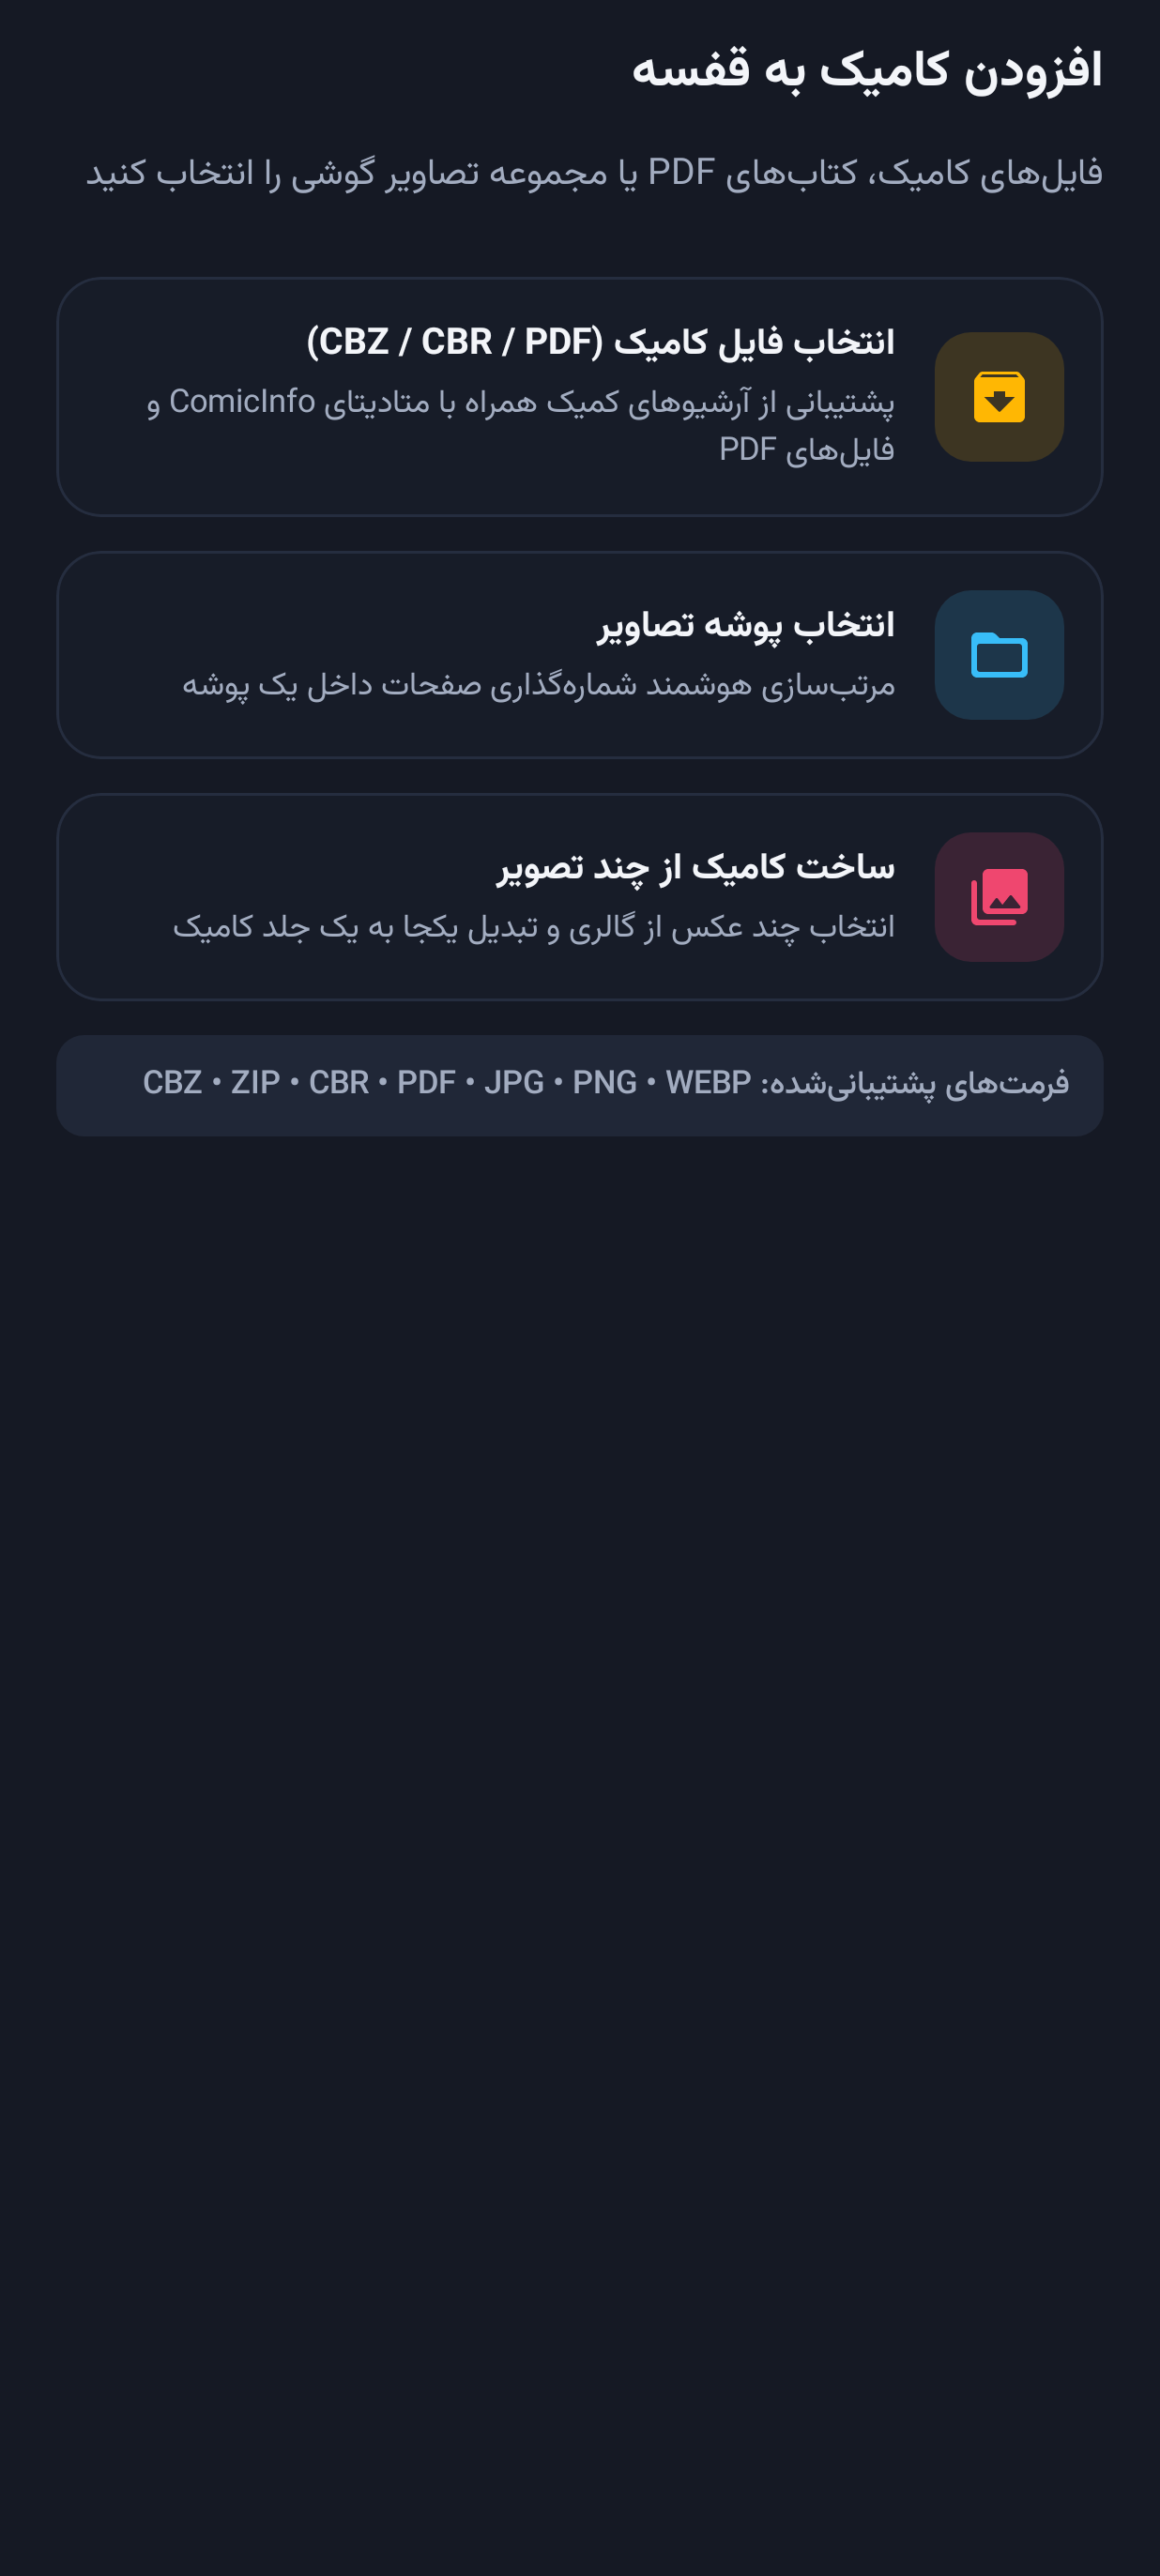 افزودن کامیک به قفسه
فایل‌های کامیک، کتاب‌های PDF یا مجموعه تصاویر گوشی را انتخاب کنید
انتخاب فایل کامیک (CBZ / CBR / PDF)
پشتیبانی از آرشیوهای کمیک همراه با متادیتای ComicInfo و
فایل‌های PDF
انتخاب پوشه تصاویر
مرتب‌سازی هوشمند شماره‌گذاری صفحات داخل یک پوشه
ساخت کامیک از چند تصویر
انتخاب چند عکس از گالری و تبدیل یکجا به یک جلد کامیک
فرمت‌های پشتیبانی‌شده: CBZ • ZIP • CBR • PDF • JPG • PNG • WEBP